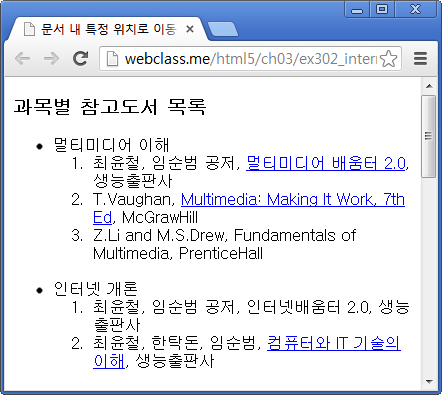 문서 내 특정 위치로 이동
webclass.me/html5/ch03/ex302_inter
과목별 참고도서 목록
• 멀티미디어 이해
1. 최윤철, 임순범 공저, 멀티미디어 배움터 2.0,
생능출판사
2. T.Vaughan, Multimedia: Making It Work, 7th
Ed, McGrawHill
3. Z.Li and M.S.Drew, Fundamentals of
Multimedia, PrenticeHall
• 인터넷 개론
1. 최윤철, 임순범 공저, 인터넷배움터 2.0, 생능
출판사
2. 최윤철, 한탁돈, 임순범, 컴퓨터와 IT 기술의
이해, 생능출판사